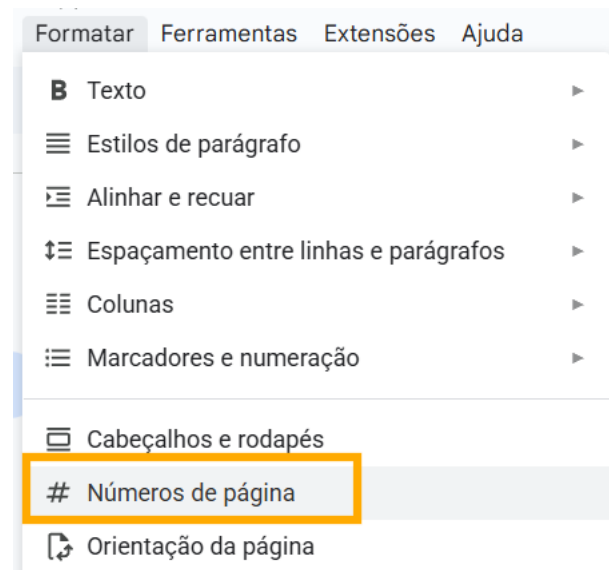 Formatar Ferramentas Extensões Ajuda
B Texto
Estilos de parágrafo
Alinhar e recuar
Espaçamento entre linhas e parágrafos
Colunas
Marcadores e numeração
Cabeçalhos e rodapés
# Números de página
Orientação da página